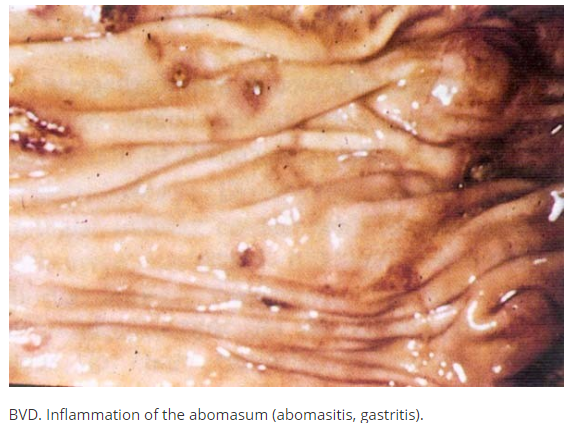 BVD. Inflammation of the abomasum (abomasitis, gastritis).